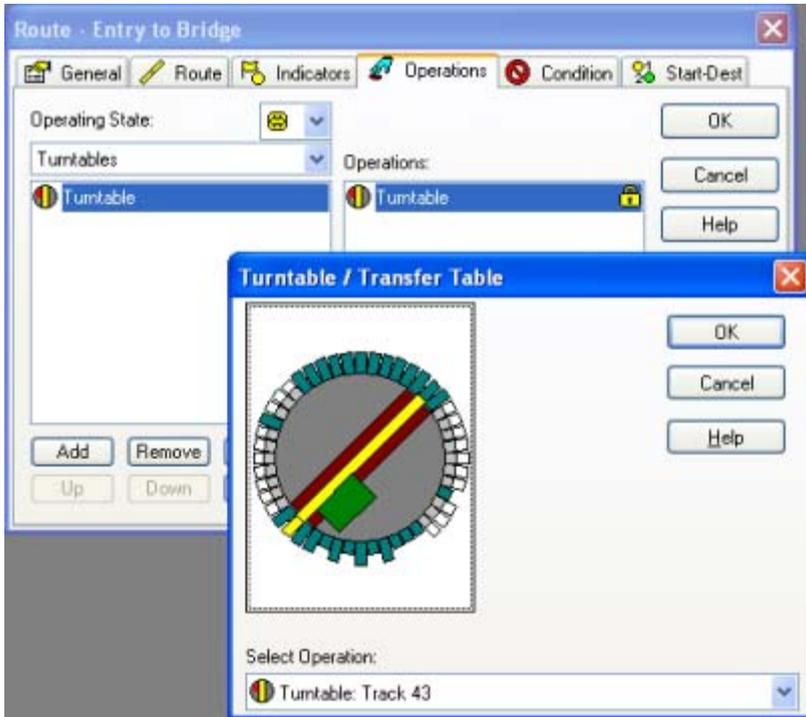 Route - Entry to Bridge
General Route Indicators Operations Condition Start-Dest
Operating State:
OK
Turntables
Operations:
Cancel
Turntable
Turntable
Help
Turntable / Transfer Table
OK
Cancel
Help
Add Remove
Up Down
Select Operation:
Turntable: Track 43